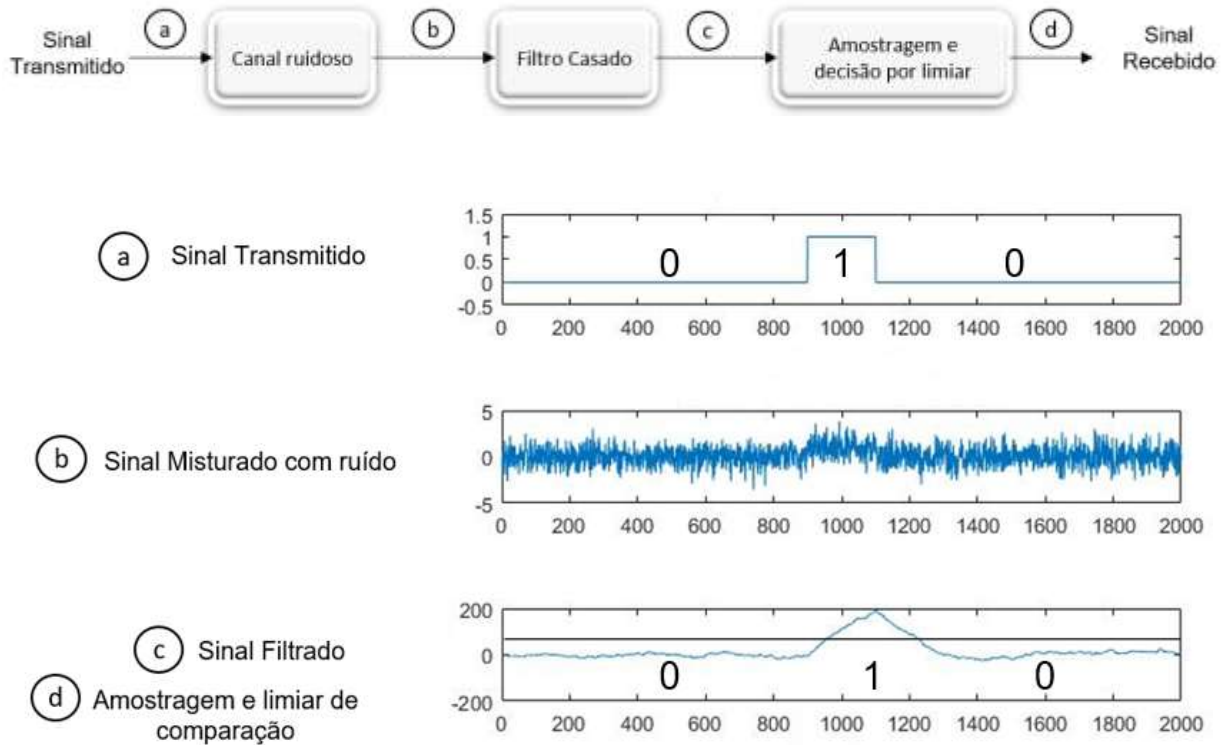 a
b
c
d
Sinal
Transmitido
Canal ruidoso
Filtro Casado
Amostragem e
decisão por limiar
Sinal
Recebido
a Sinal Transmitido
1.5
1
0.5
0
-0.5
0 1 0
0 200 400 600 800 1000 1200 1400 1600 1800 2000
b Sinal Misturado com ruído
5
0
-5
0 200 400 600 800 1000 1200 1400 1600 1800 2000
c Sinal Filtrado
d Amostragem e limiar de
comparação
200
0
-200
0 1 0
0 200 400 600 800 1000 1200 1400 1600 1800 2000